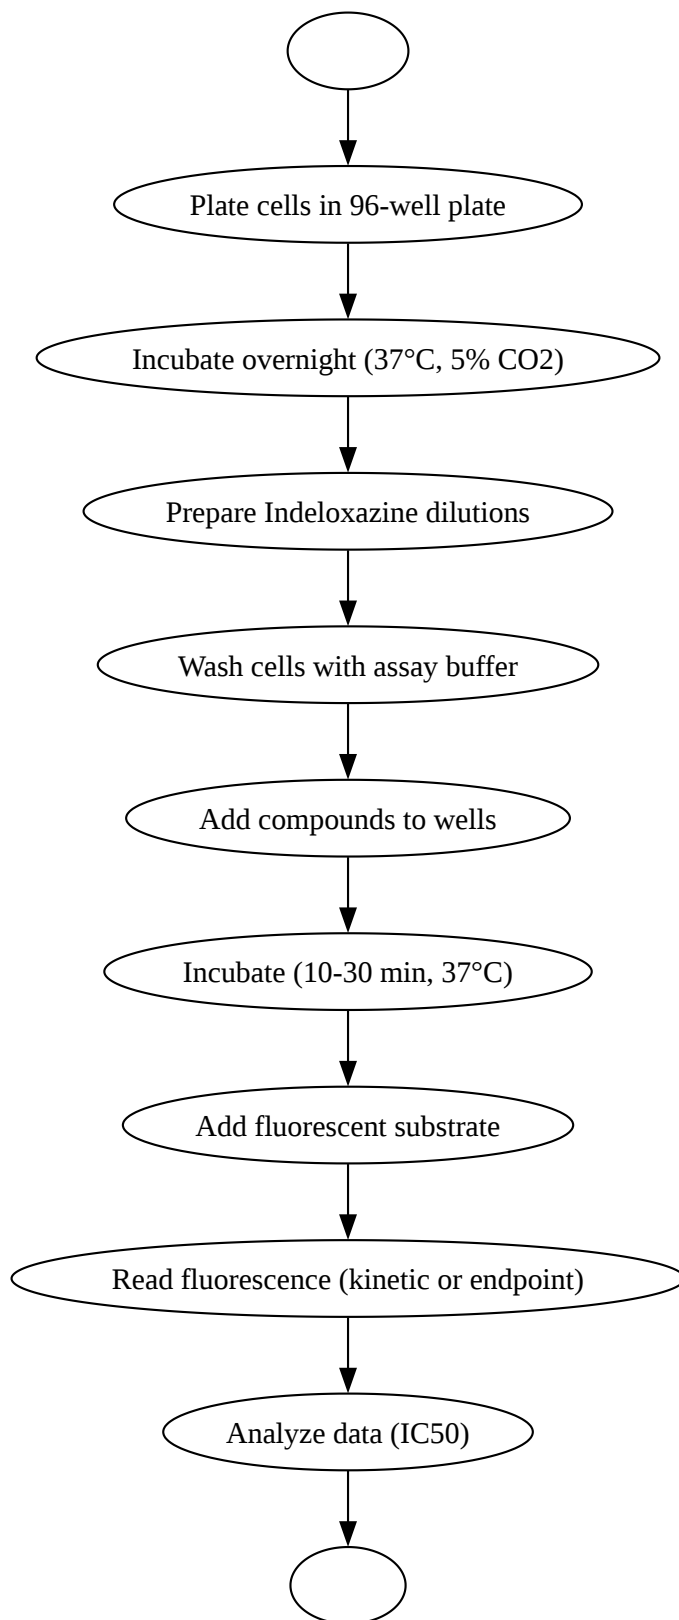 Plate cells in 96-well plate
Incubate overnight (37°C, 5% CO2)
Prepare Indeloxazine dilutions
Wash cells with assay buffer
Add compounds to wells
Incubate (10-30 min, 37°C)
Add fluorescent substrate
Read fluorescence (kinetic or endpoint)
Analyze data (IC50)